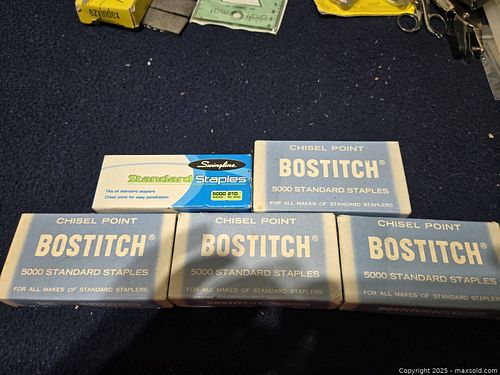 ezyindex
Swingline
Standard Staples
Fits all standard staplers
Chisel point for easy penetration
5000 210
CHISEL POINT
BOSTITCH®
5000 STANDARD STAPLES
FOR ALL MAKES OF STANDARD STAPLERS
CHISEL POINT
BOSTITCH®
5000 STANDARD STAPLES
FOR ALL MAKES OF STANDARD STAPLERS
CHISEL POINT
BOSTITCH®
5000 STANDARD STAPLES
FOR ALL MAKES OF STANDARD STAPLERS
CHISEL POINT
BOSTITCH®
5000 STANDARD STAPLES
FOR ALL MAKES OF STANDARD STAPLERS
BOSTITCH
Copyright © 2025 - maxsold.com